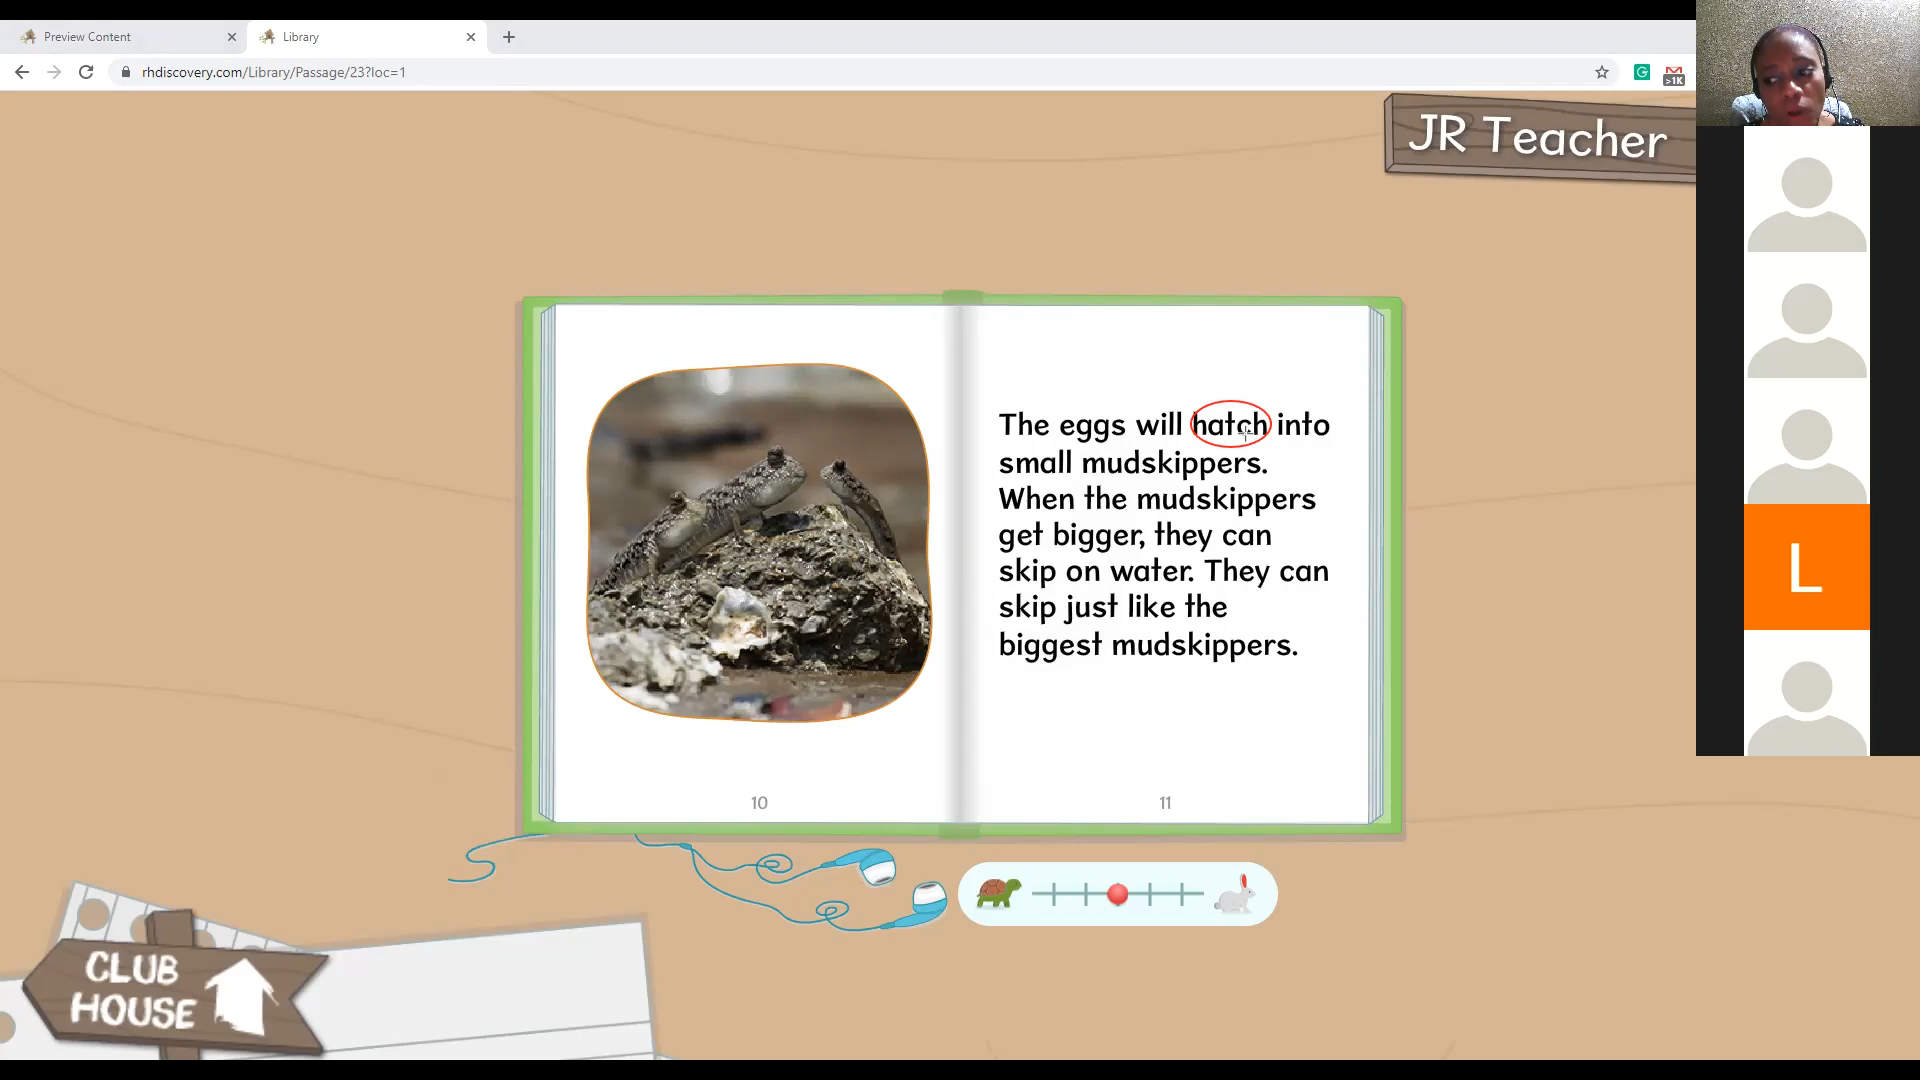 Preview Content
Library
rhdiscovery.com/Library/Passage/23?loc=1
>1K
JR Teacher
The eggs will hatch into
small mudskippers.
When the mudskippers
get bigger, they can
skip on water. They can
skip just like the
biggest mudskippers.
10
11
L
CLUB
HOUSE